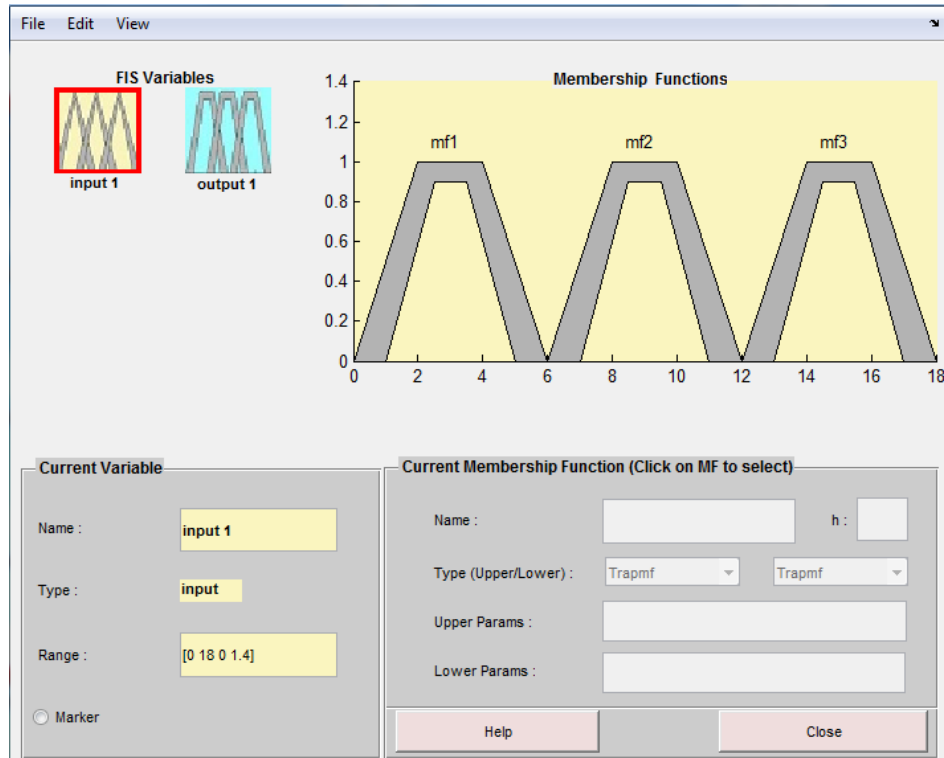 File Edit View
FIS Variables
input 1
output 1
Membership Functions
1.4
1.2
1
0.8
0.6
0.4
0.2
0
mf1 mf2 mf3
0 2 4 6 8 10 12 14 16 18
Current Variable
Name :
input 1
Type :
input
Range :
[0 18 0 1.4]
Marker
Current Membership Function (Click on MF to select)
Name :
h :
Type (Upper/Lower) :
Trapmf
Trapmf
Upper Params :
Lower Params :
Help
Close